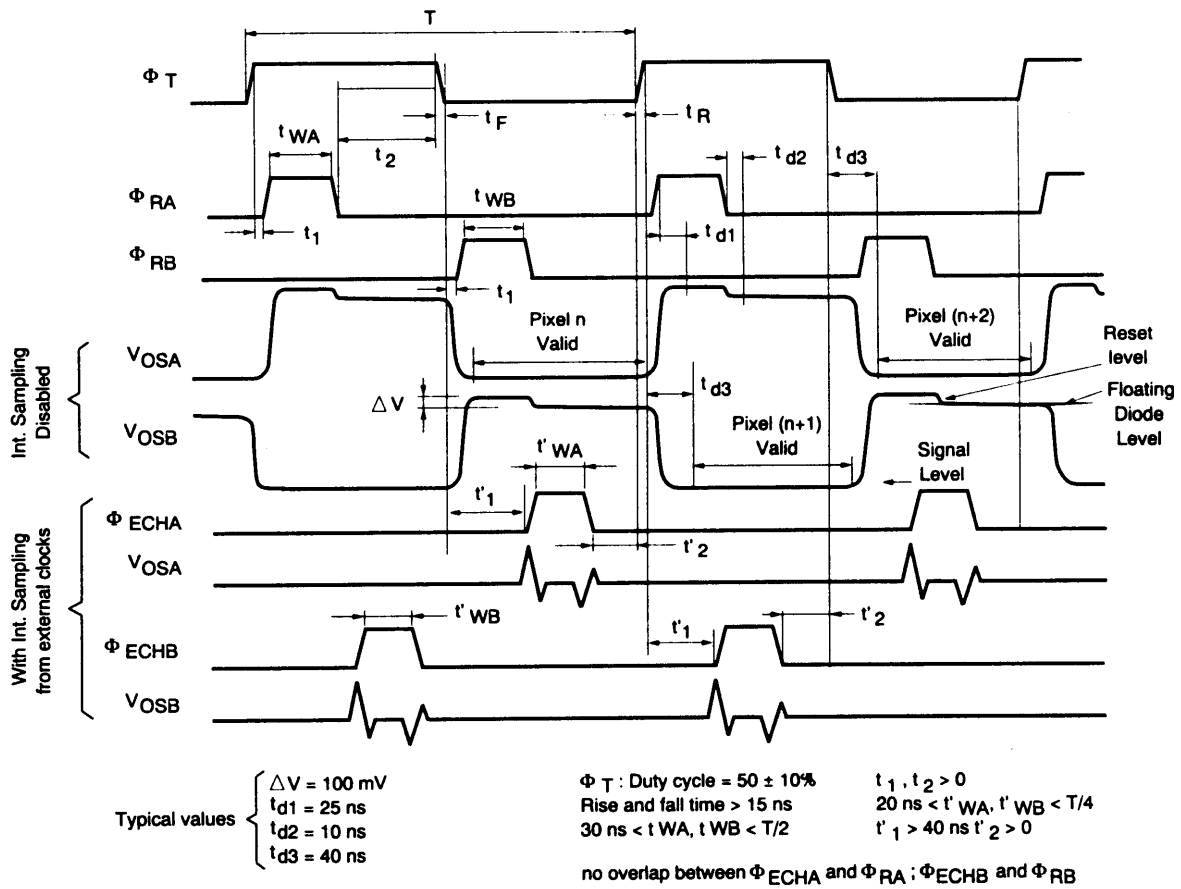 T
Φ T
t F
t R
t WA
t 2
t d2
t d3
Φ RA
t WB
t 1
t d1
Φ RB
t 1
Pixel n
Valid
Pixel (n+2)
Valid
Reset
level
Int. Sampling
Disabled
V OSA
t d3
Floating
Diode
Level
△ V
V OSB
Pixel (n+1)
Valid
t' WA
Signal
Level
t' 1
Φ ECHA
t' 2
V OSA
With Int. Sampling
from external clocks
t' WB
t' 1
t' 2
Φ ECHB
V OSB
Typical values
△ V = 100 mV
t d1 = 25 ns
t d2 = 10 ns
t d3 = 40 ns
Φ T : Duty cycle = 50 ± 10%
Rise and fall time > 15 ns
30 ns < t WA, t WB < T/2
t 1 , t 2 > 0
20 ns < t' WA, t' WB < T/4
t' 1 > 40 ns t' 2 > 0
no overlap between Φ ECHA and Φ RA ; Φ ECHB and Φ RB